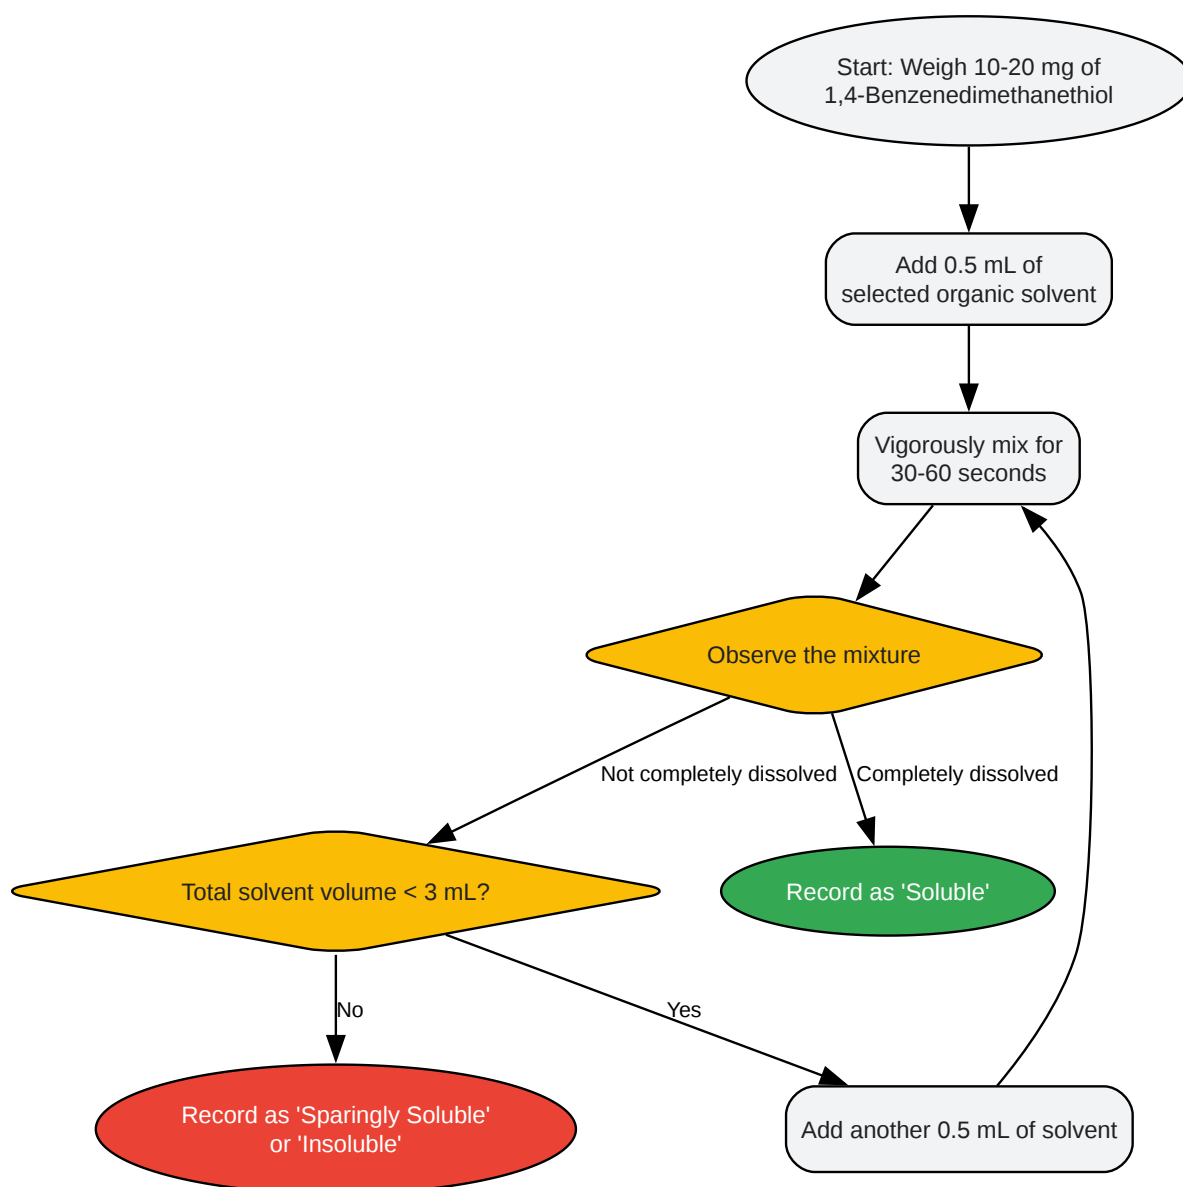 Start: Weigh 10-20 mg of
1,4-Benzenedimethanethiol
Add 0.5 mL of
selected organic solvent
Vigorously mix for
30-60 seconds
Observe the mixture
Not completely dissolved
Completely dissolved
Total solvent volume < 3 mL?
Record as 'Soluble'
No
Yes
Record as 'Sparingly Soluble'
or 'Insoluble'
Add another 0.5 mL of solvent